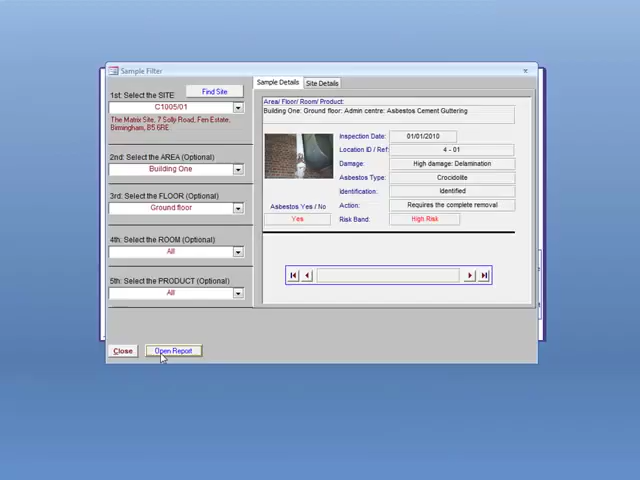 Sample Filter
x
1st: Select the SITE
Find Site
C1005/01
The Matrix Site, 7 Solly Road, Fen Estate,
Birmingham, B5 6RE.
2nd: Select the AREA (Optional)
Building One
3rd: Select the FLOOR (Optional)
Ground floor
4th: Select the ROOM (Optional)
All
5th: Select the PRODUCT (Optional)
All
Close
Open Report
Sample Details
Site Details
Area/ Floor/ Room/ Product:
Building One: Ground floor: Admin centre: Asbestos Cement Guttering
Inspection Date: 01/01/2010
Location ID / Ref: 4 - 01
Damage: High damage: Delamination
Asbestos Type: Crocidolite
Identification: Identified
Asbestos Yes / No
Yes
Action: Requires the complete removal
Risk Band: High Risk